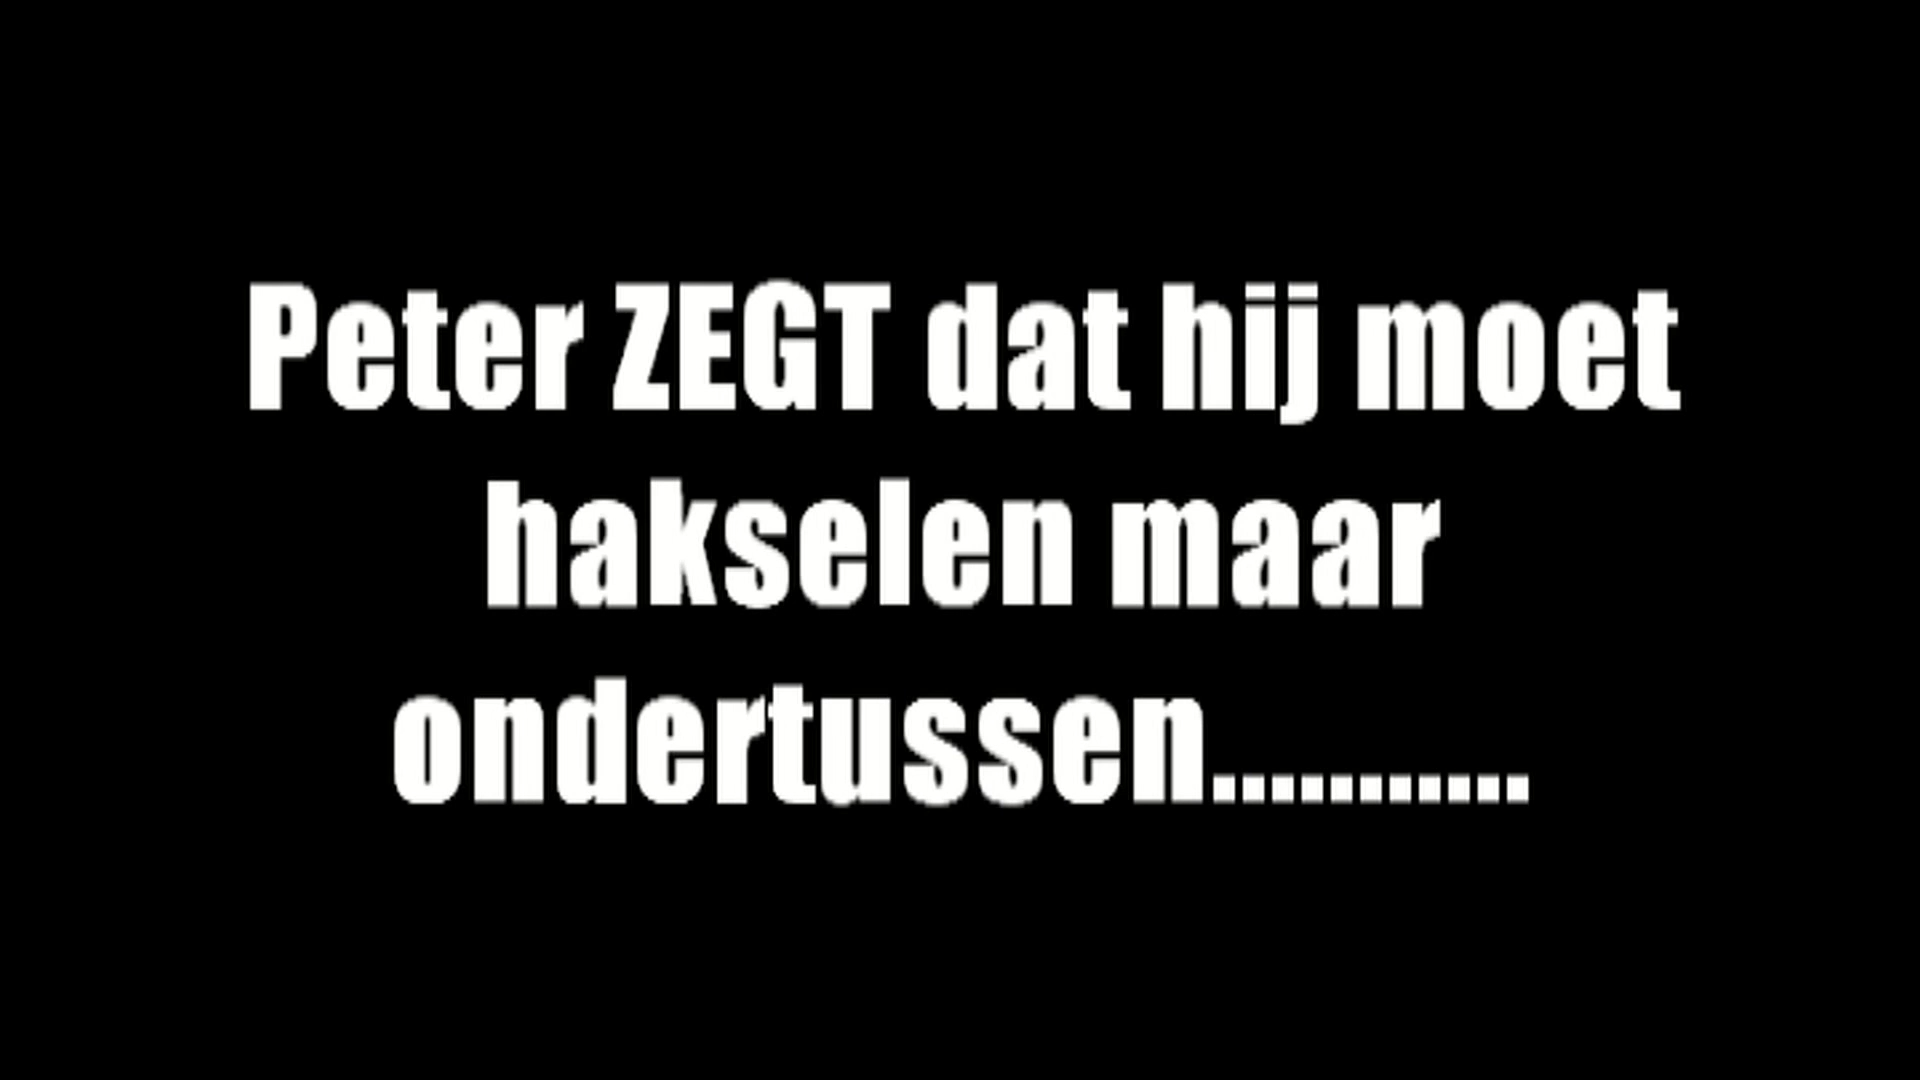 Peter ZEGT dat hij moet
hakselen maar
ondertussen...........